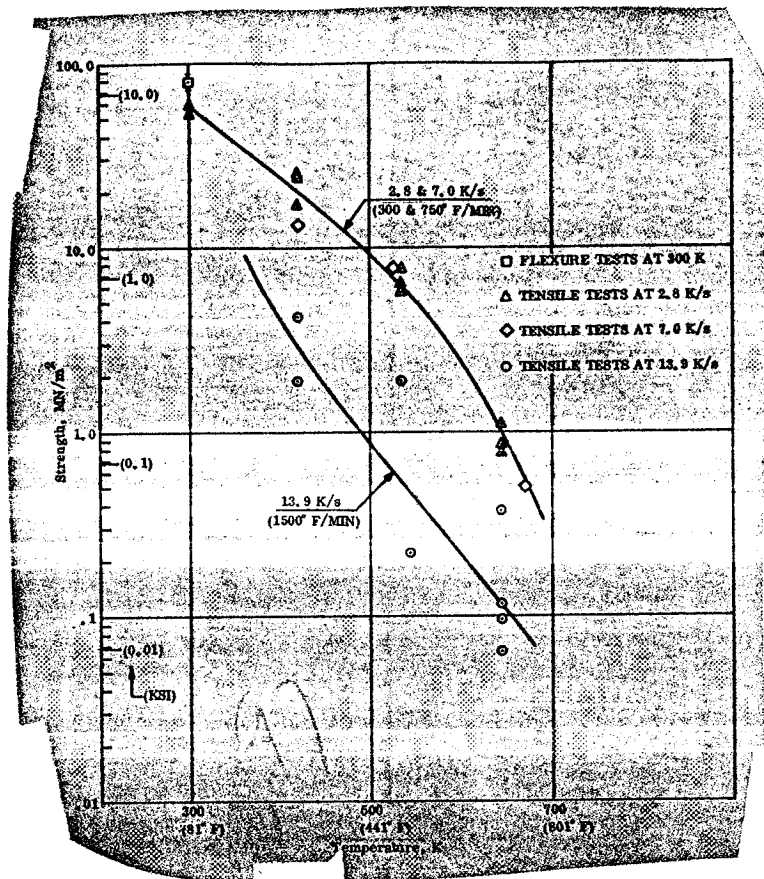 100.0
(10.0)
2.8 & 7.0 K/s
(300 & 750° F/MIN)
10.0
(1.0)
□ FLEXURE TESTS AT 300 K
△ TENSILE TESTS AT 2.8 K/s
◇ TENSILE TESTS AT 7.0 K/s
○ TENSILE TESTS AT 13.9 K/s
Strength, MN/m²
1.0
(0.1)
13.9 K/s
(1500° F/MIN)
.1
(0.01)
(KSI)
.01
300 500 700
(81° F) (441° F) (801° F)
Temperature, K